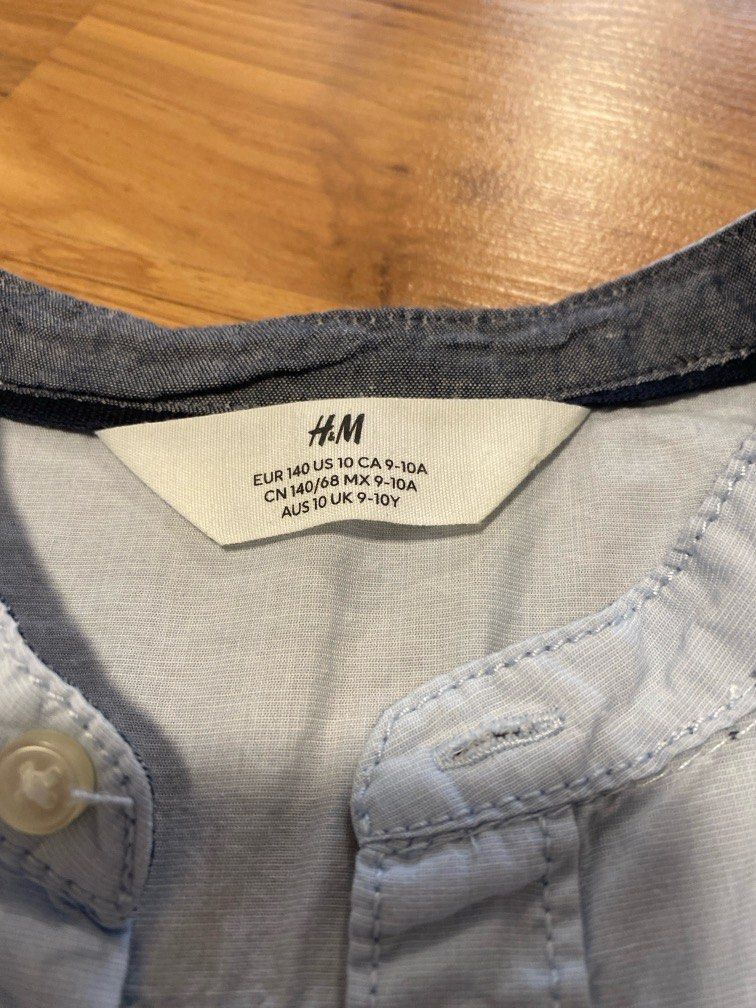 H&M
EUR 140 US 10 CA 9-10A
CN 140/68 MX 9-10A
AUS 10 UK 9-10Y